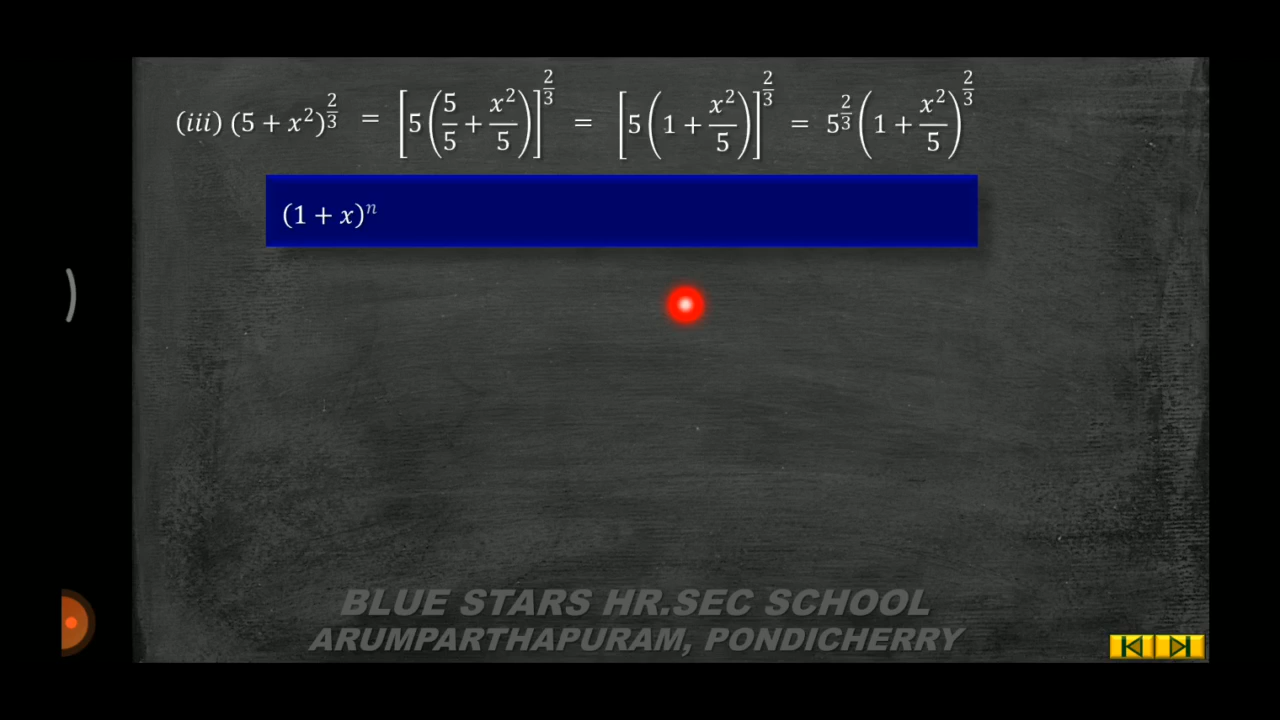 (iii) (5 + x²)^(2/3) = [5(5/5 + x²/5)]^(2/3) = [5(1 + x²/5)]^(2/3) = 5^(2/3) (1 + x²/5)^(2/3)
(1 + x)ⁿ
BLUE STARS HR.SEC SCHOOL
ARUMPARTHAPURAM, PONDICHERRY